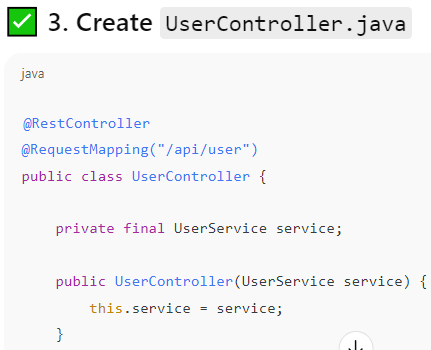 3. Create UserController.java
java
@RestController
@RequestMapping("/api/user")
public class UserController {
private final UserService service;
public UserController(UserService service) {
this.service = service;
}